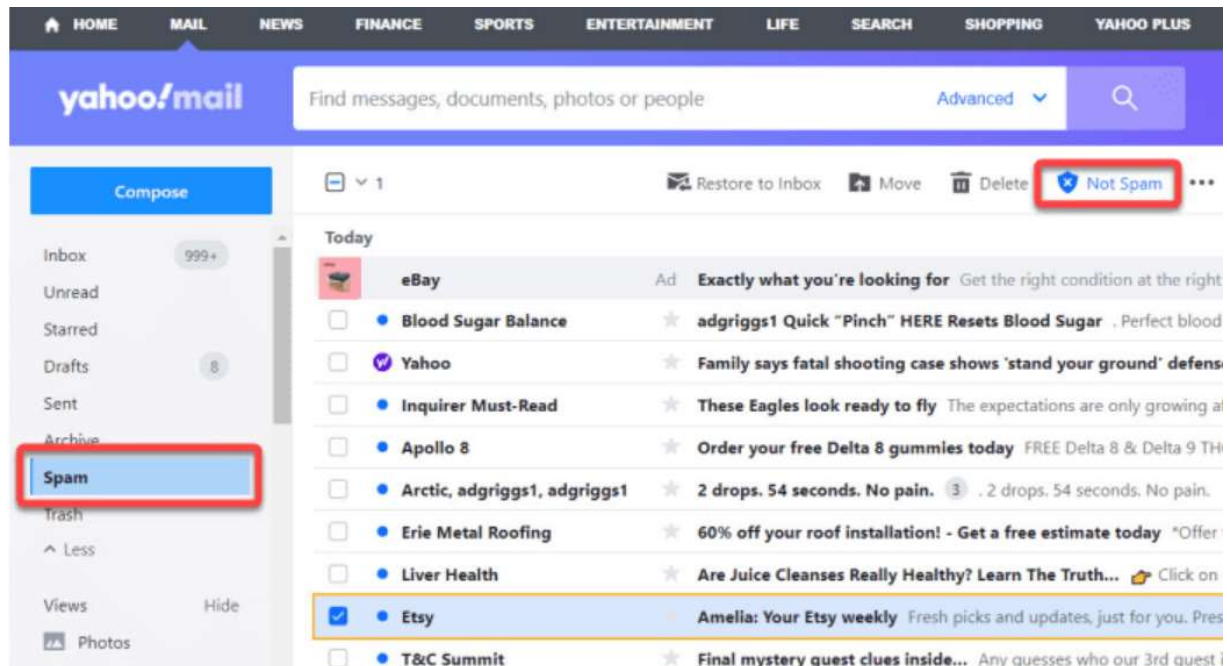 HOME MAIL NEWS FINANCE SPORTS ENTERTAINMENT LIFE SEARCH SHOPPING YAHOO PLUS
yahoo!mail Find messages, documents, photos or people Advanced
Compose 1 Restore to Inbox Move Delete Not Spam •••
Today
Inbox 999+
eBay Ad Exactly what you're looking for Get the right condition at the right
Unread
Blood Sugar Balance adgriggs1 Quick “Pinch” HERE Resets Blood Sugar . Perfect blood
Starred
Drafts 8
Yahoo Family says fatal shooting case shows 'stand your ground' defense
Sent
Inquirer Must-Read These Eagles look ready to fly The expectations are only growing
Archive
Apollo 8 Order your free Delta 8 gummies today FREE Delta 8 & Delta 9
Spam
Arctic, adgriggs1, adgriggs1 2 drops. 54 seconds. No pain. 3 . 2 drops. 54 seconds. No pain.
Trash
Erie Metal Roofing 60% off your roof installation! - Get a free estimate today *Offer
Less
Liver Health Are Juice Cleanses Really Healthy? Learn The Truth... 👉 Click on
Views Hide
Etsy Amelia: Your Etsy weekly Fresh picks and updates, just for you.
Photos
T&C Summit Final mystery guest clues inside... Any guesses who our 3rd guest